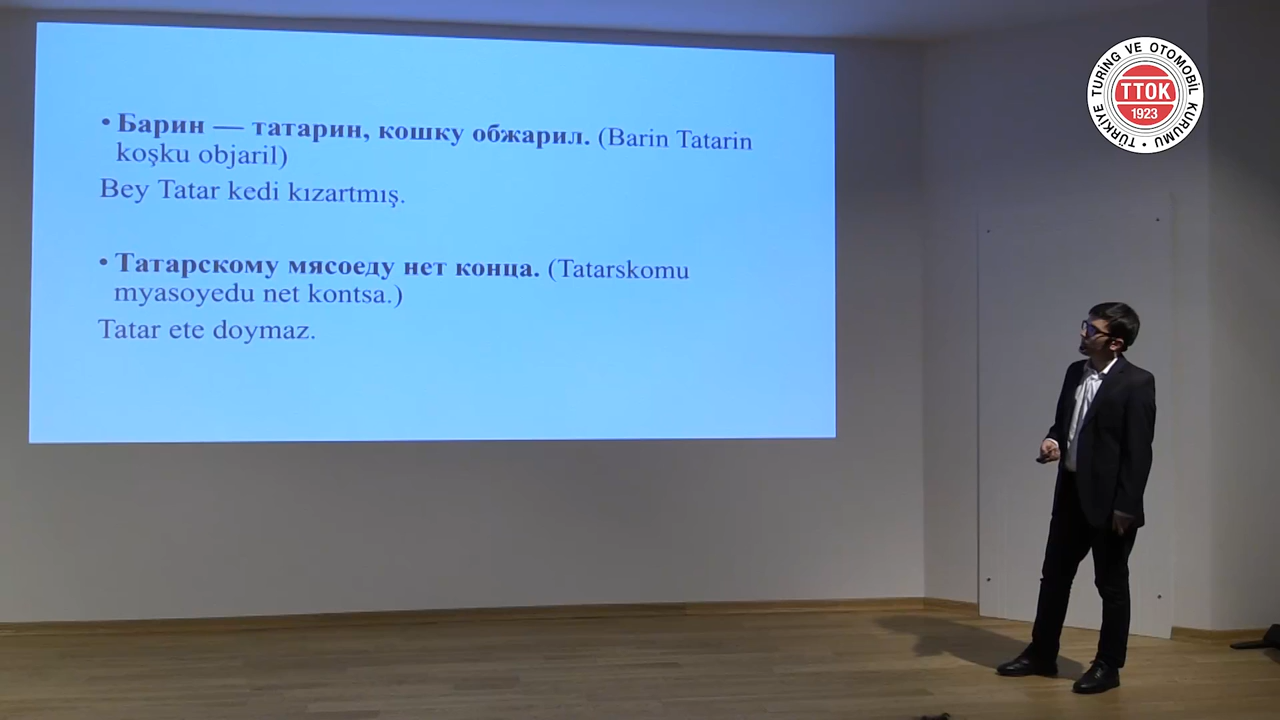 • Барин — татарин, кошку обжарил. (Barin Tatarin
koşku objaril)
Bey Tatar kedi kızartmış.
• Татарскому мясоеду нет конца. (Tatarskomu
myasoyedu net kontsa.)
Tatar ete doymaz.
TÜRKİYE TURİNG VE OTOMOBİL KURUMU •
TTOK
1923